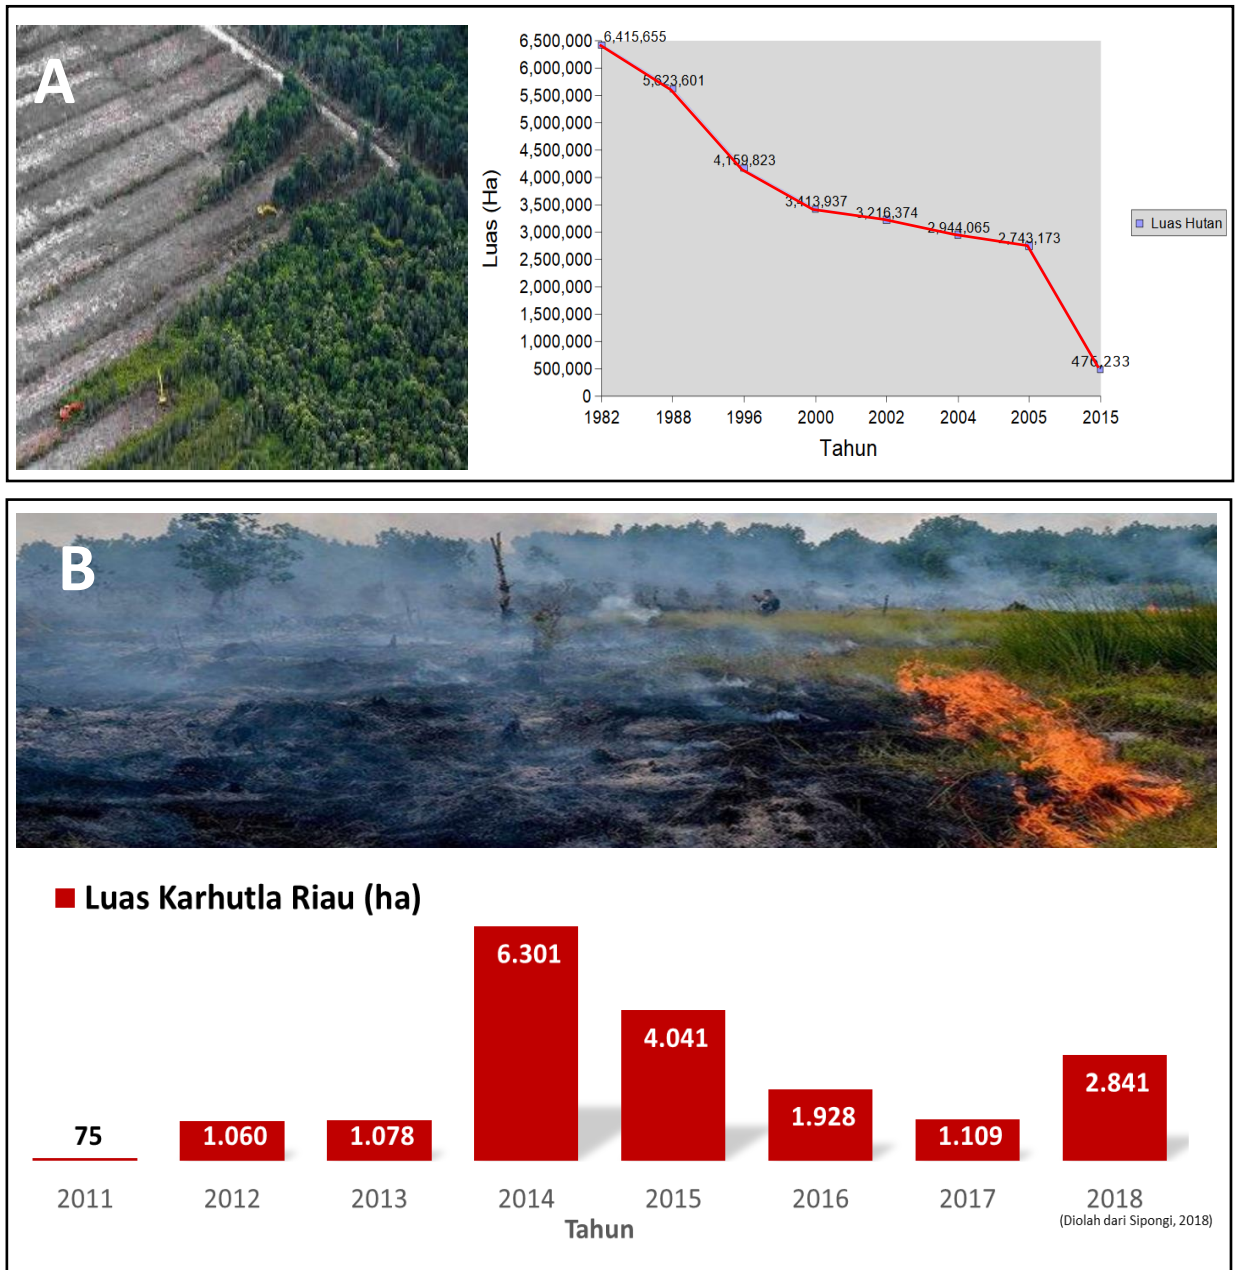 A
6,500,000
6,000,000
5,500,000
5,000,000
4,500,000
4,000,000
3,500,000
3,000,000
2,500,000
2,000,000
1,500,000
1,000,000
500,000
0
Luas (Ha)
6,415,655
5,623,601
4,159,823
3,413,937
3,216,374
2,944,065
2,743,173
476,233
1982 1988 1996 2000 2002 2004 2005 2015
Tahun
Luas Hutan
B
Luas Karhutla Riau (ha)
75 1.060 1.078 6.301 4.041 1.928 1.109 2.841
2011 2012 2013 2014 2015 2016 2017 2018
(Diolah dari Sipongi, 2018)
Tahun